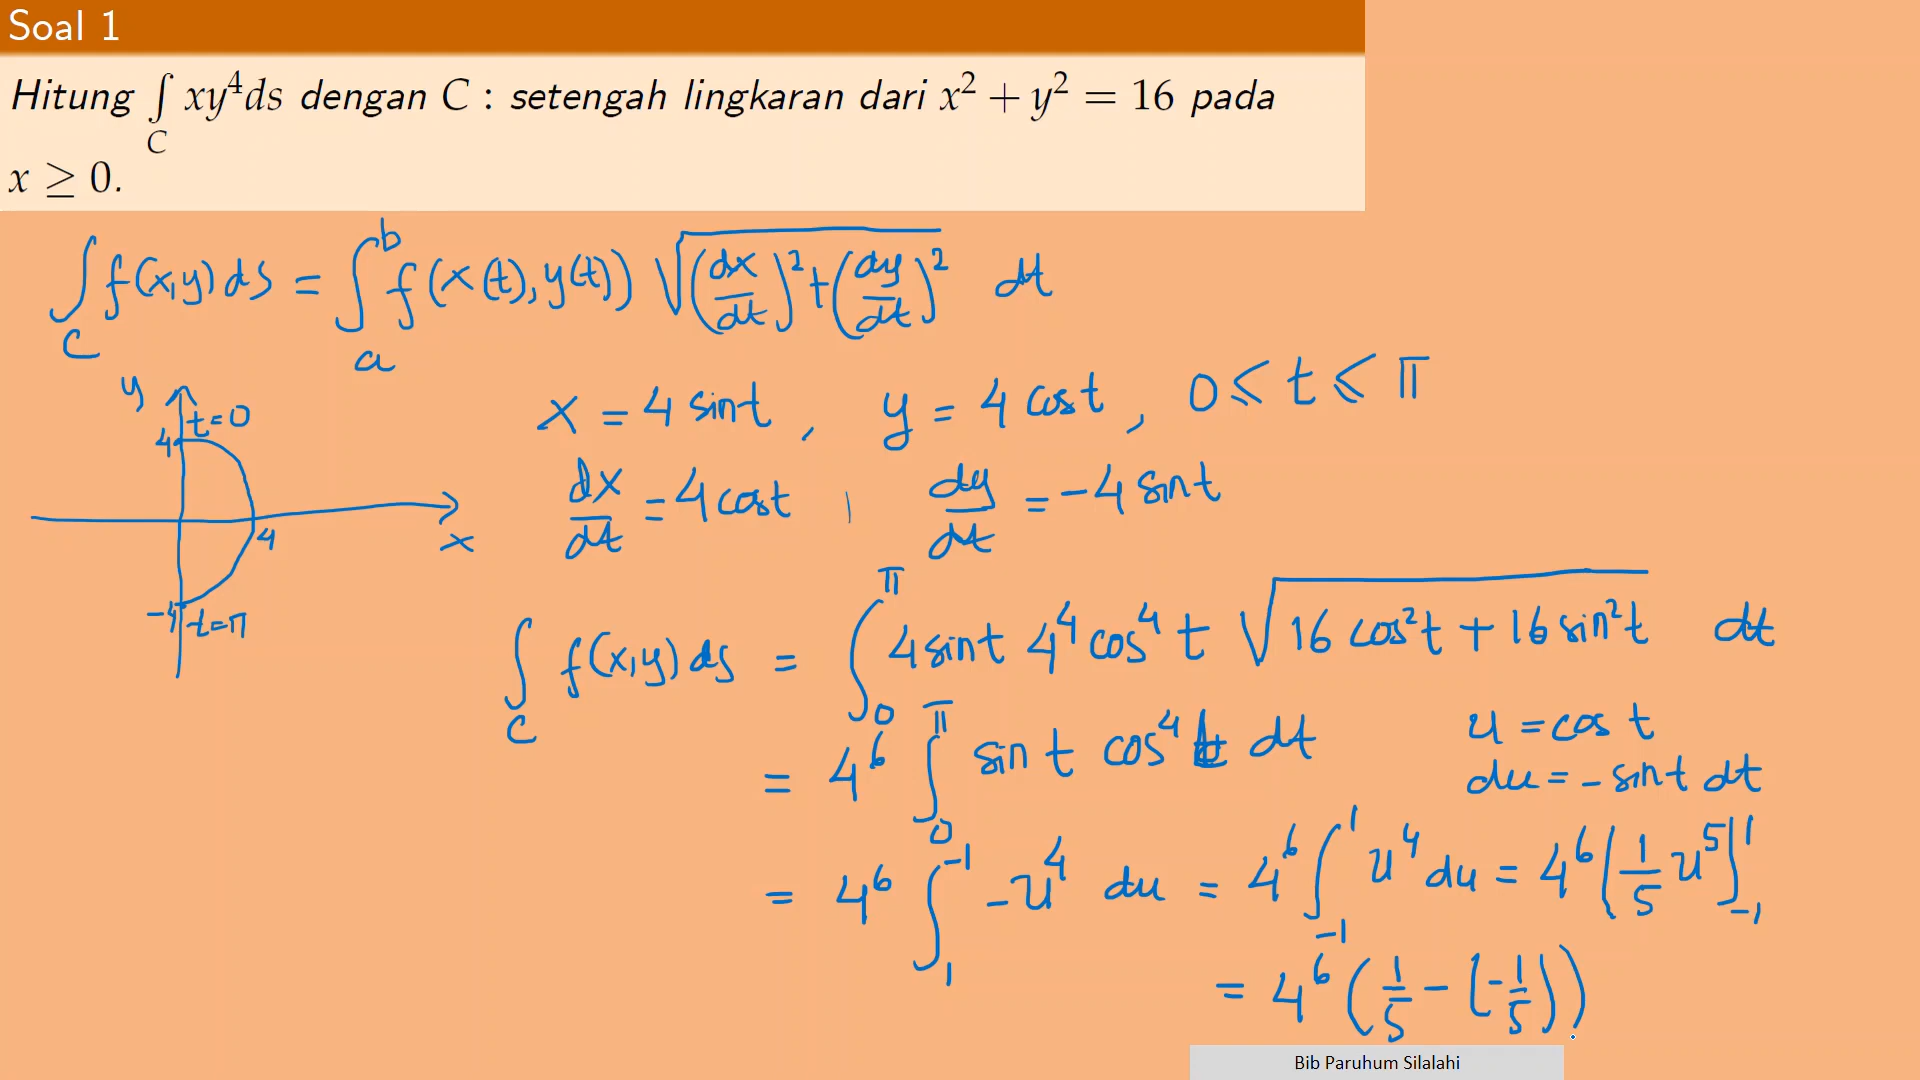 Soal 1
Hitung ∫_C xy⁴ds dengan C : setengah lingkaran dari x² + y² = 16 pada
x ≥ 0.
∫_C f(x,y) ds = ∫_a^b f(x(t), y(t)) √((dx/dt)² + (dy/dt)²) dt
y
t=0
4
4
x
-4
t=π
x = 4 sin t , y = 4 cos t , 0 ≤ t ≤ π
dx/dt = 4 cos t , dy/dt = -4 sin t
∫_C f(x,y) ds = ∫_0^π 4 sin t 4⁴ cos⁴ t √(16 cos² t + 16 sin² t) dt
= 4⁶ ∫_0^π sin t cos⁴ t dt
u = cos t
du = - sin t dt
= 4⁶ ∫_1^-1 -u⁴ du = 4⁶ ∫_-1^1 u⁴ du = 4⁶ (1/5 u⁵]_-1^1
= 4⁶ (1/5 - (-1/5))
Bib Paruhum Silalahi